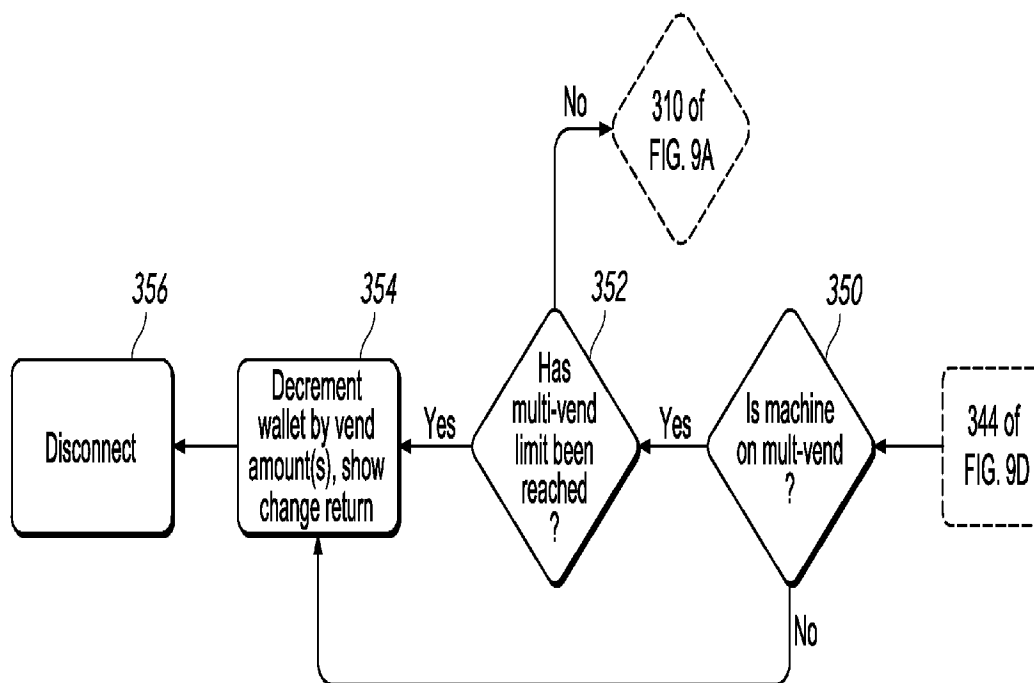 No
310 of
FIG. 9A
356
354
352
350
Disconnect
Decrement
wallet by vend
amount(s), show
change return
Yes
Has
multi-vend
limit been
reached
?
Yes
Is machine
on mult-vend
?
344 of
FIG. 9D
No